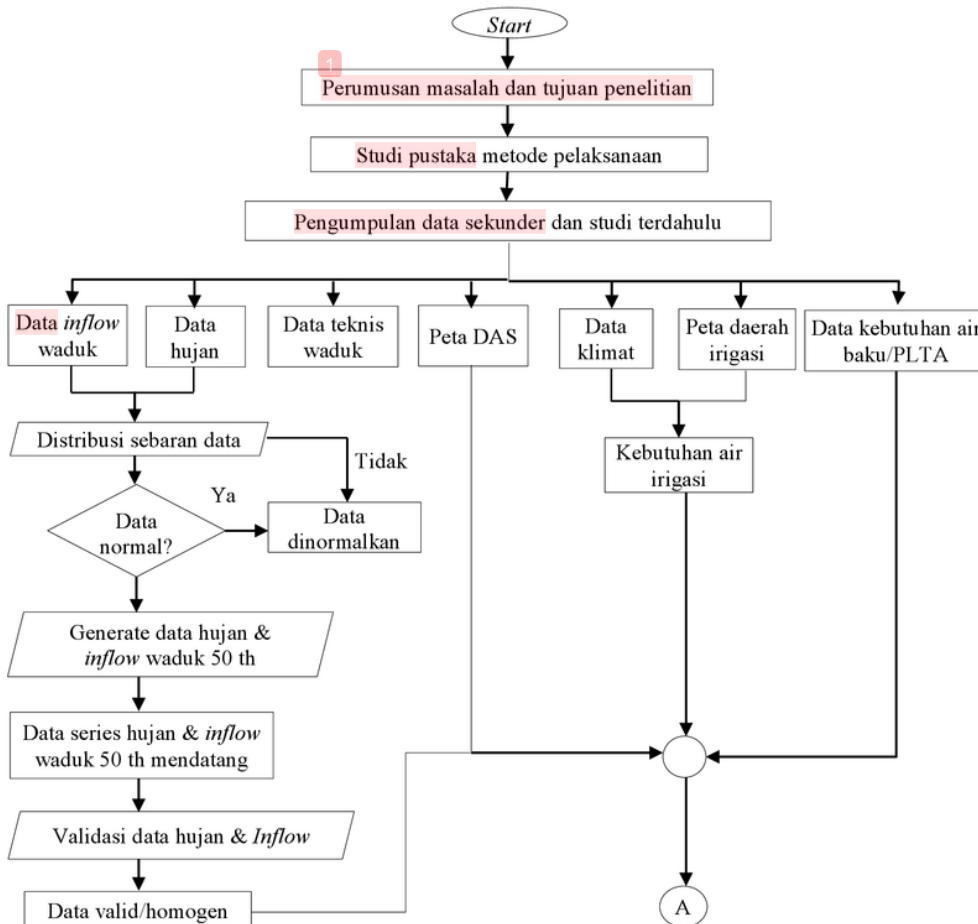 Start
1
Perumusan masalah dan tujuan penelitian
Studi pustaka metode pelaksanaan
Pengumpulan data sekunder dan studi terdahulu
Data inflow
waduk
Data
hujan
Data teknis
waduk
Peta DAS
Data
klimat
Peta daerah
irigasi
Data kebutuhan air
baku/PLTA
Distribusi sebaran data
Tidak
Kebutuhan air
irigasi
Ya
Data
normal?
Data
dinormalkan
Generate data hujan &
inflow waduk 50 th
Data series hujan & inflow
waduk 50 th mendatang
Validasi data hujan & Inflow
Data valid/homogen
A